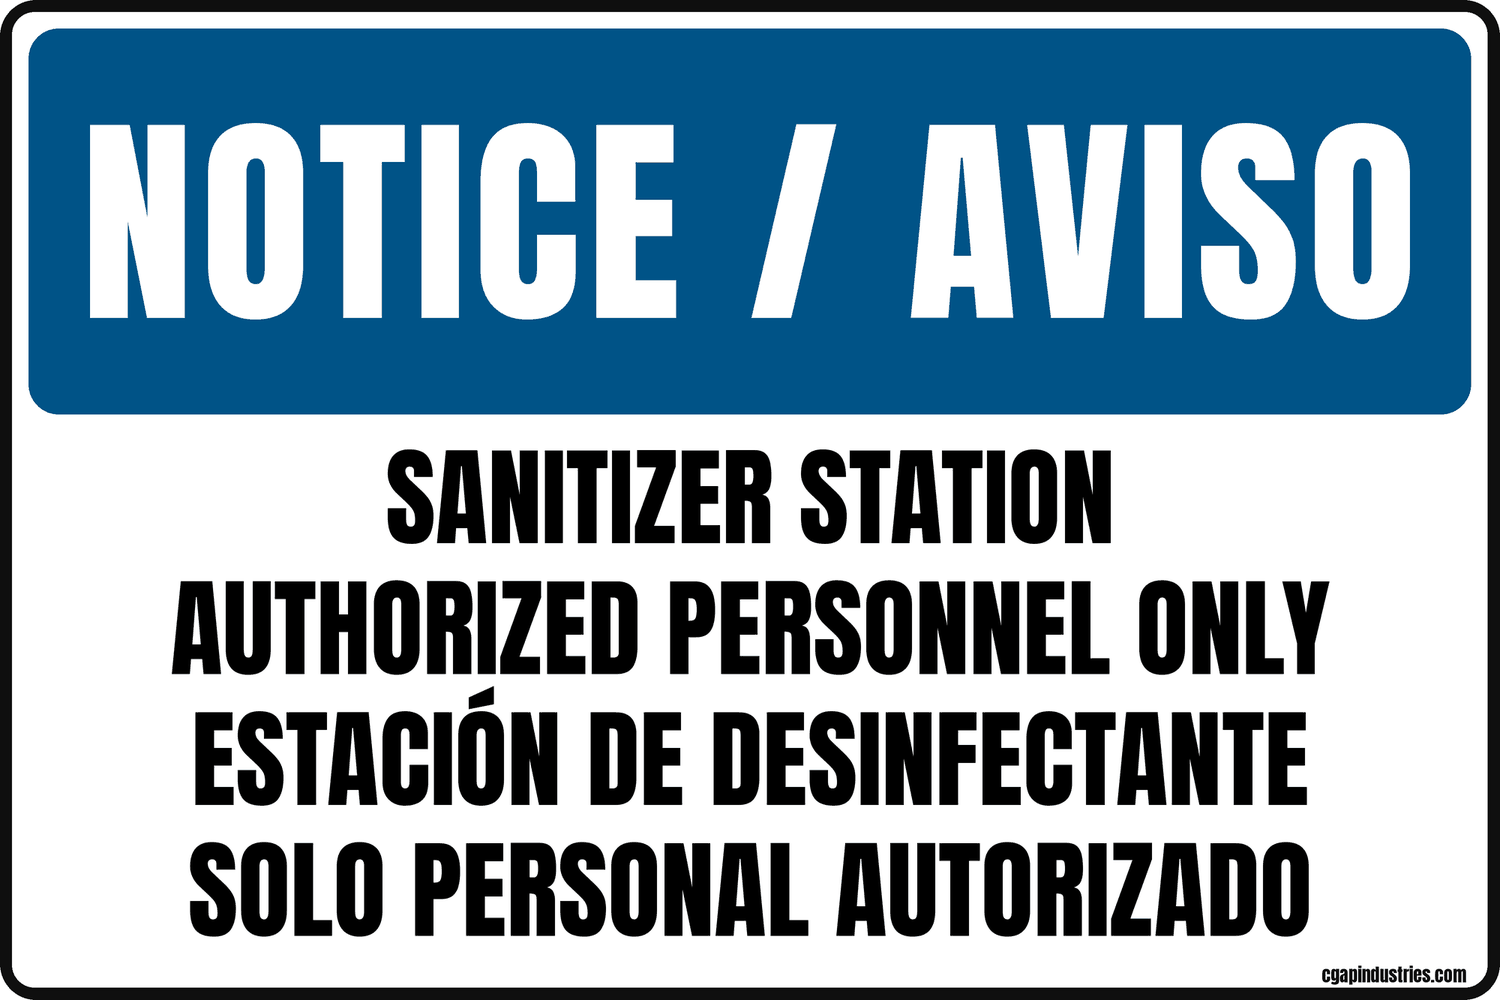 NOTICE / AVISO
SANITIZER STATION
AUTHORIZED PERSONNEL ONLY
ESTACIÓN DE DESINFECTANTE
SOLO PERSONAL AUTORIZADO
cgapindustries.com